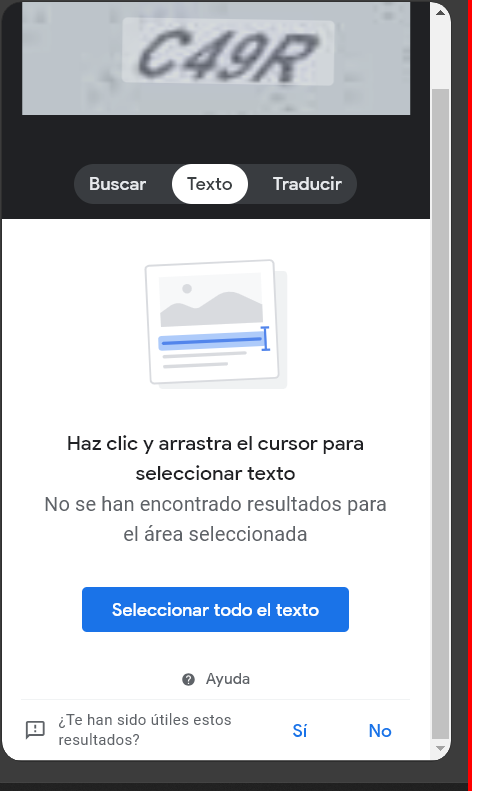 C49R
Buscar
Texto
Traducir
Haz clic y arrastra el cursor para
seleccionar texto
No se han encontrado resultados para
el área seleccionada
Seleccionar todo el texto
Ayuda
¿Te han sido útiles estos
resultados?
Sí
No